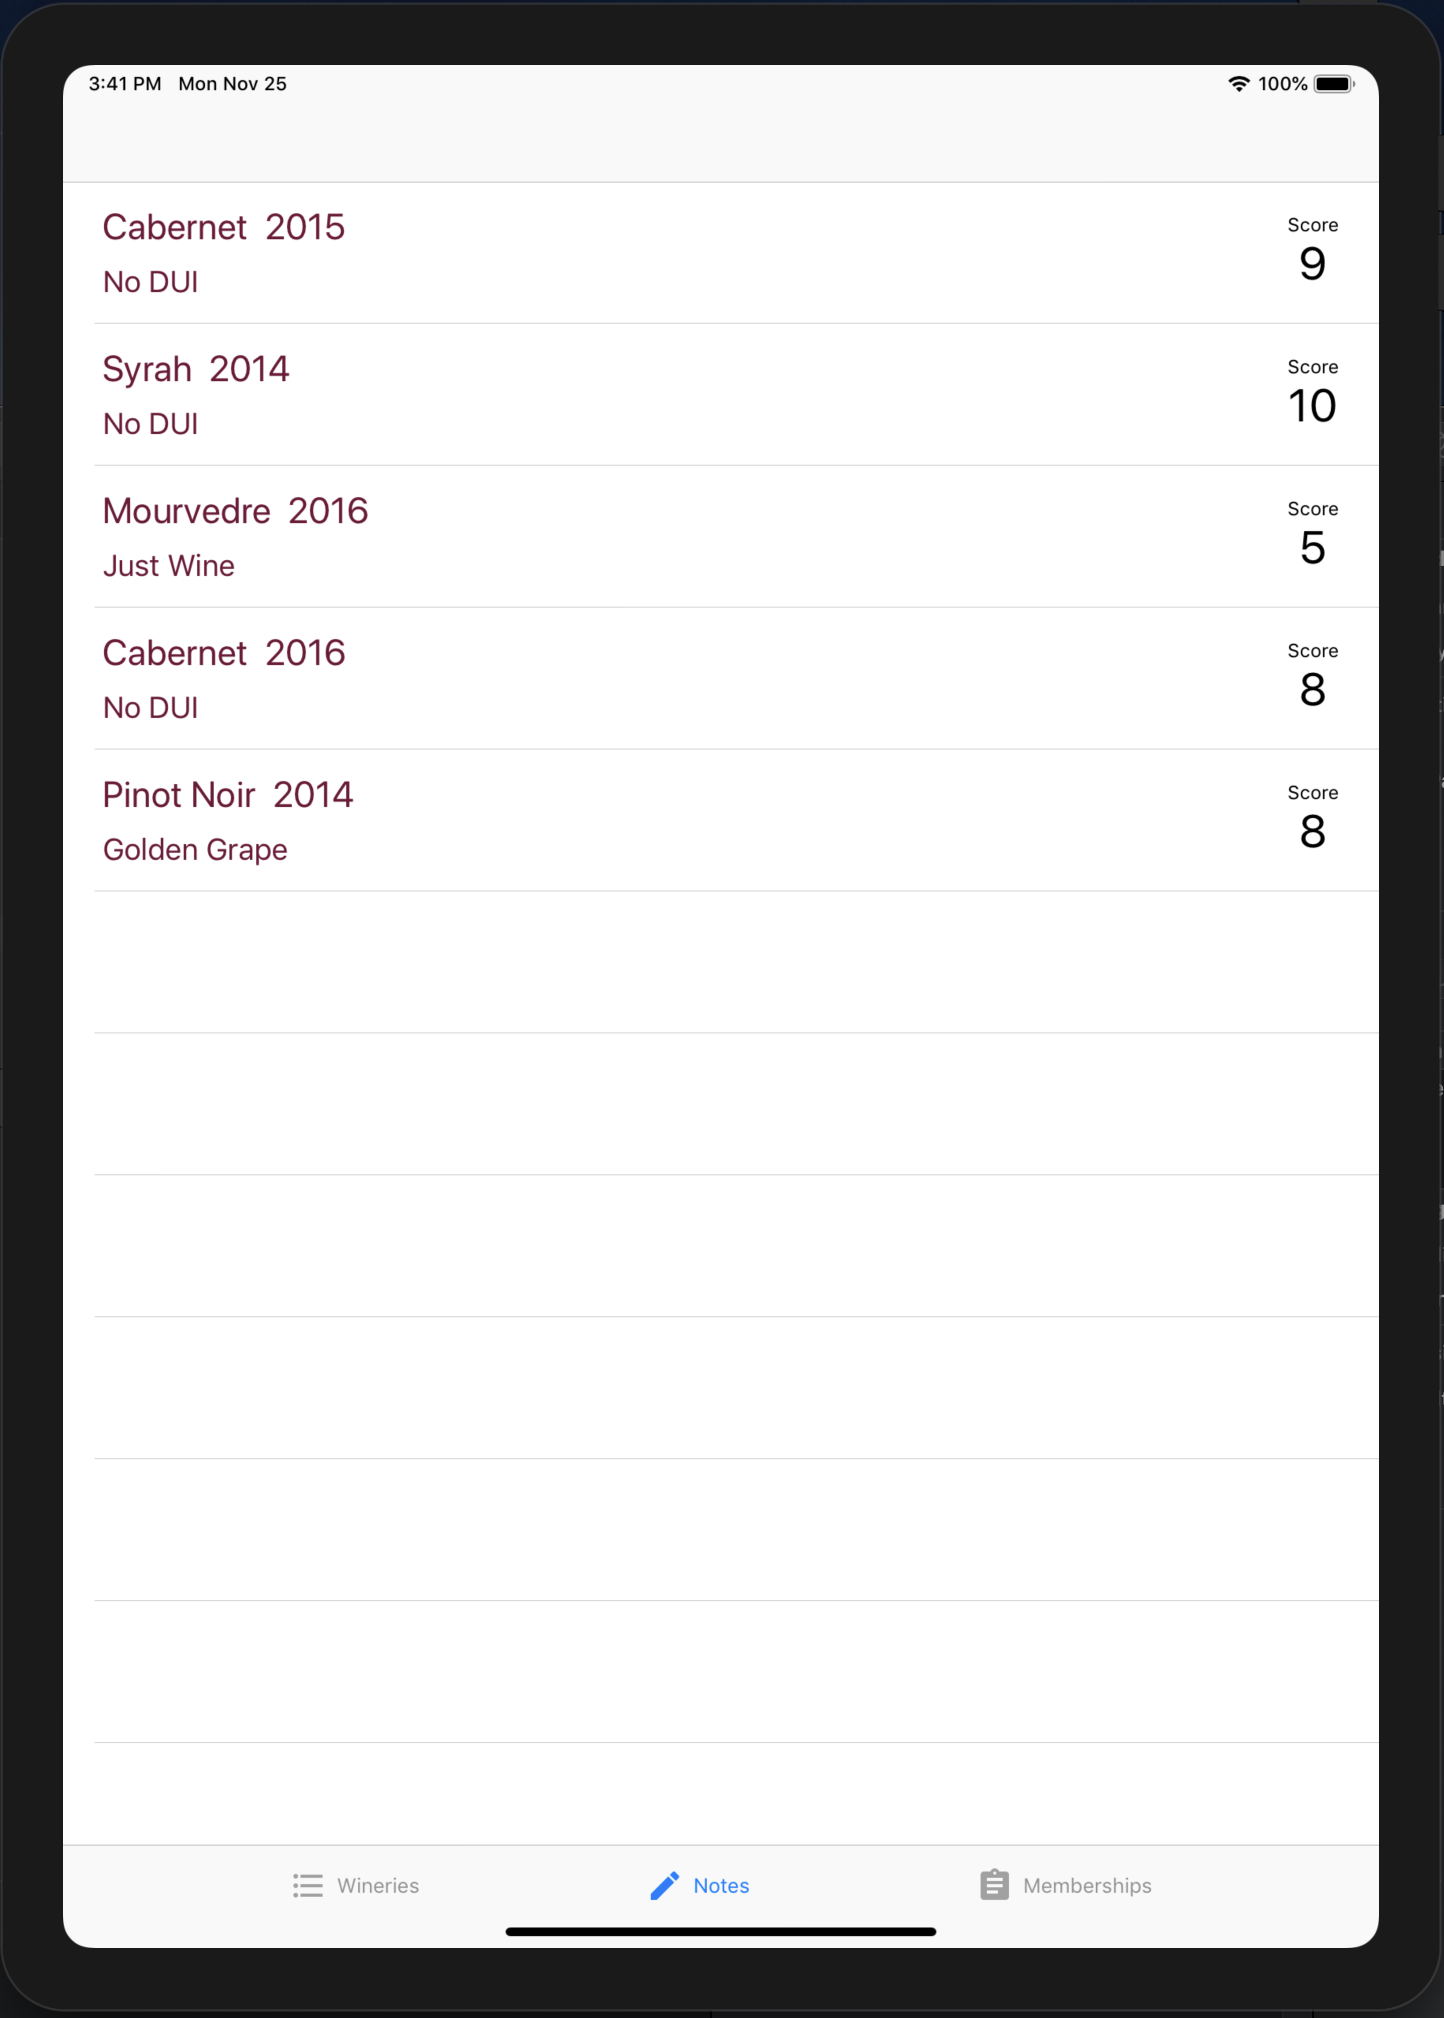 3:41 PM Mon Nov 25 100%
Cabernet 2015
No DUI
Score
9
Syrah 2014
No DUI
Score
10
Mourvedre 2016
Just Wine
Score
5
Cabernet 2016
No DUI
Score
8
Pinot Noir 2014
Golden Grape
Score
8
Wineries Notes Memberships